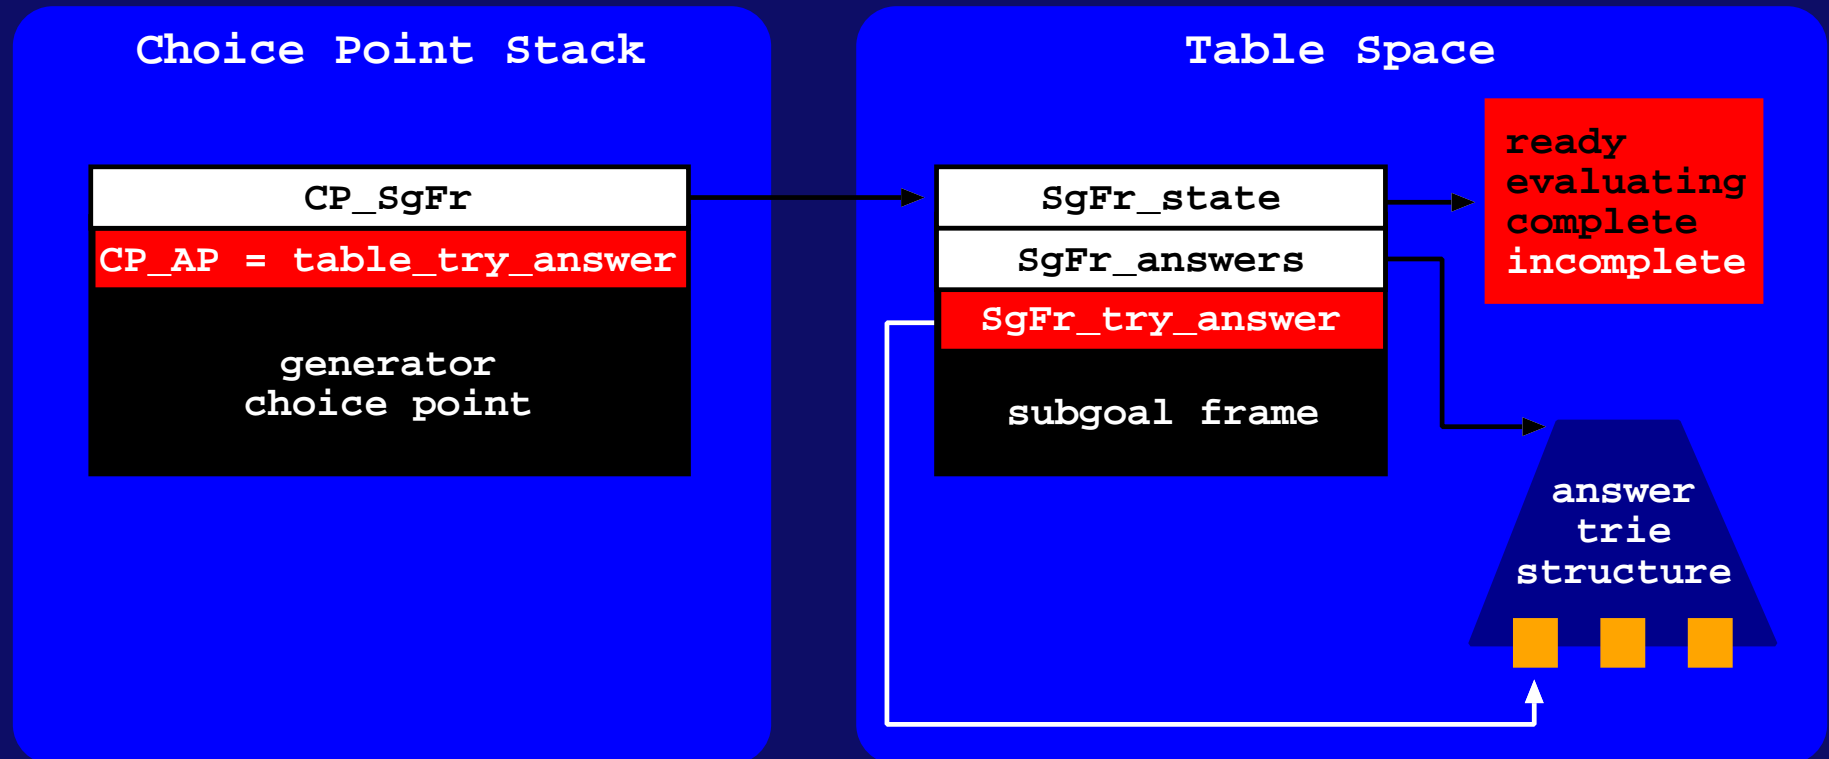 Choice Point Stack
CP_SgFr
CP_AP = table_try_answer
generator
choice point
Table Space
SgFr_state
SgFr_answers
SgFr_try_answer
subgoal frame
ready
evaluating
complete
incomplete
answer
trie
structure